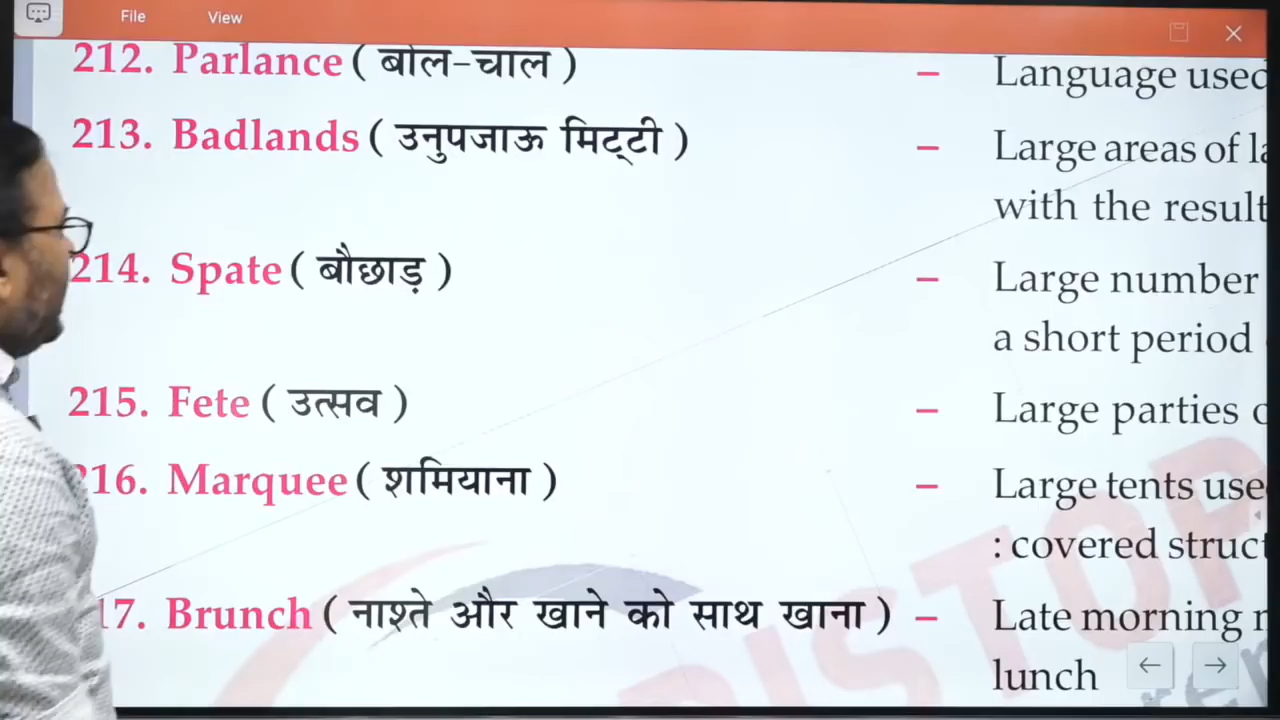 File View
212. Parlance ( बोल-चाल ) – Language used
213. Badlands ( उनुपजाऊ मिट्टी ) – Large areas of
with the result
214. Spate ( बौछाड़ ) – Large number
a short period
215. Fete ( उत्सव ) – Large parties
216. Marquee ( शमियाना ) – Large tents
: covered
17. Brunch ( नाश्ते और खाने को साथ खाना ) – Late morning
lunch